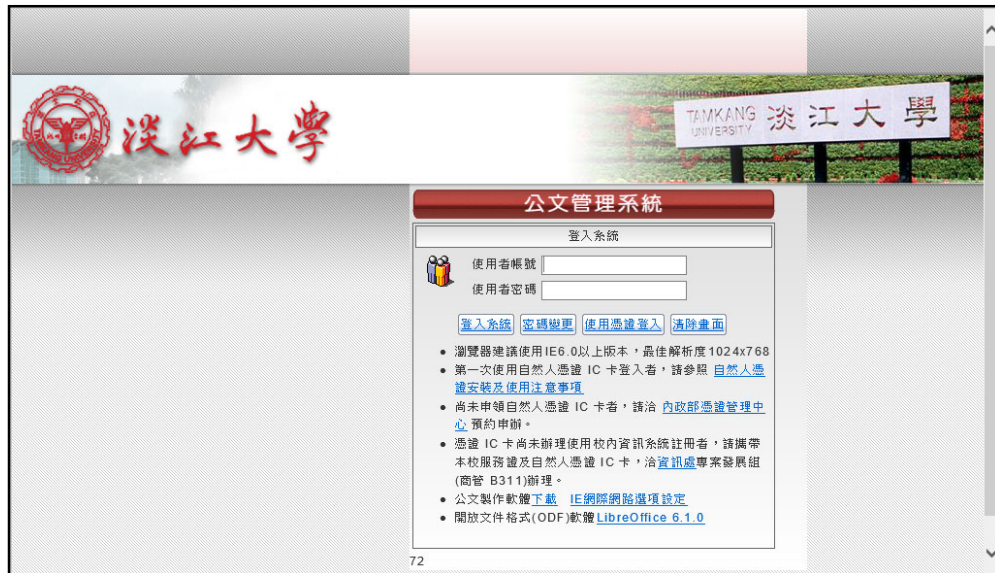 淡江大學
TAMKANG
UNIVERSITY
淡江大學
公文管理系統
登入系統
使用者帳號
使用者密碼
登入系統 密碼變更 使用憑證登入 清除畫面
瀏覽器建議使用IE6.0以上版本，最佳解析度1024x768
第一次使用自然人憑證 IC 卡登入者，請參照 自然人憑
證安裝及使用注意事項
尚未申領自然人憑證 IC 卡者，請洽 內政部憑證管理中
心 預約申辦。
憑證 IC 卡尚未辦理使用校內資訊系統註冊者，請攜帶
本校服務證及自然人憑證 IC 卡，洽資訊處專案發展組
(商管 B311)辦理。
公文製作軟體下載 IE網際網路選項設定
開放文件格式(ODF)軟體LibreOffice 6.1.0
72